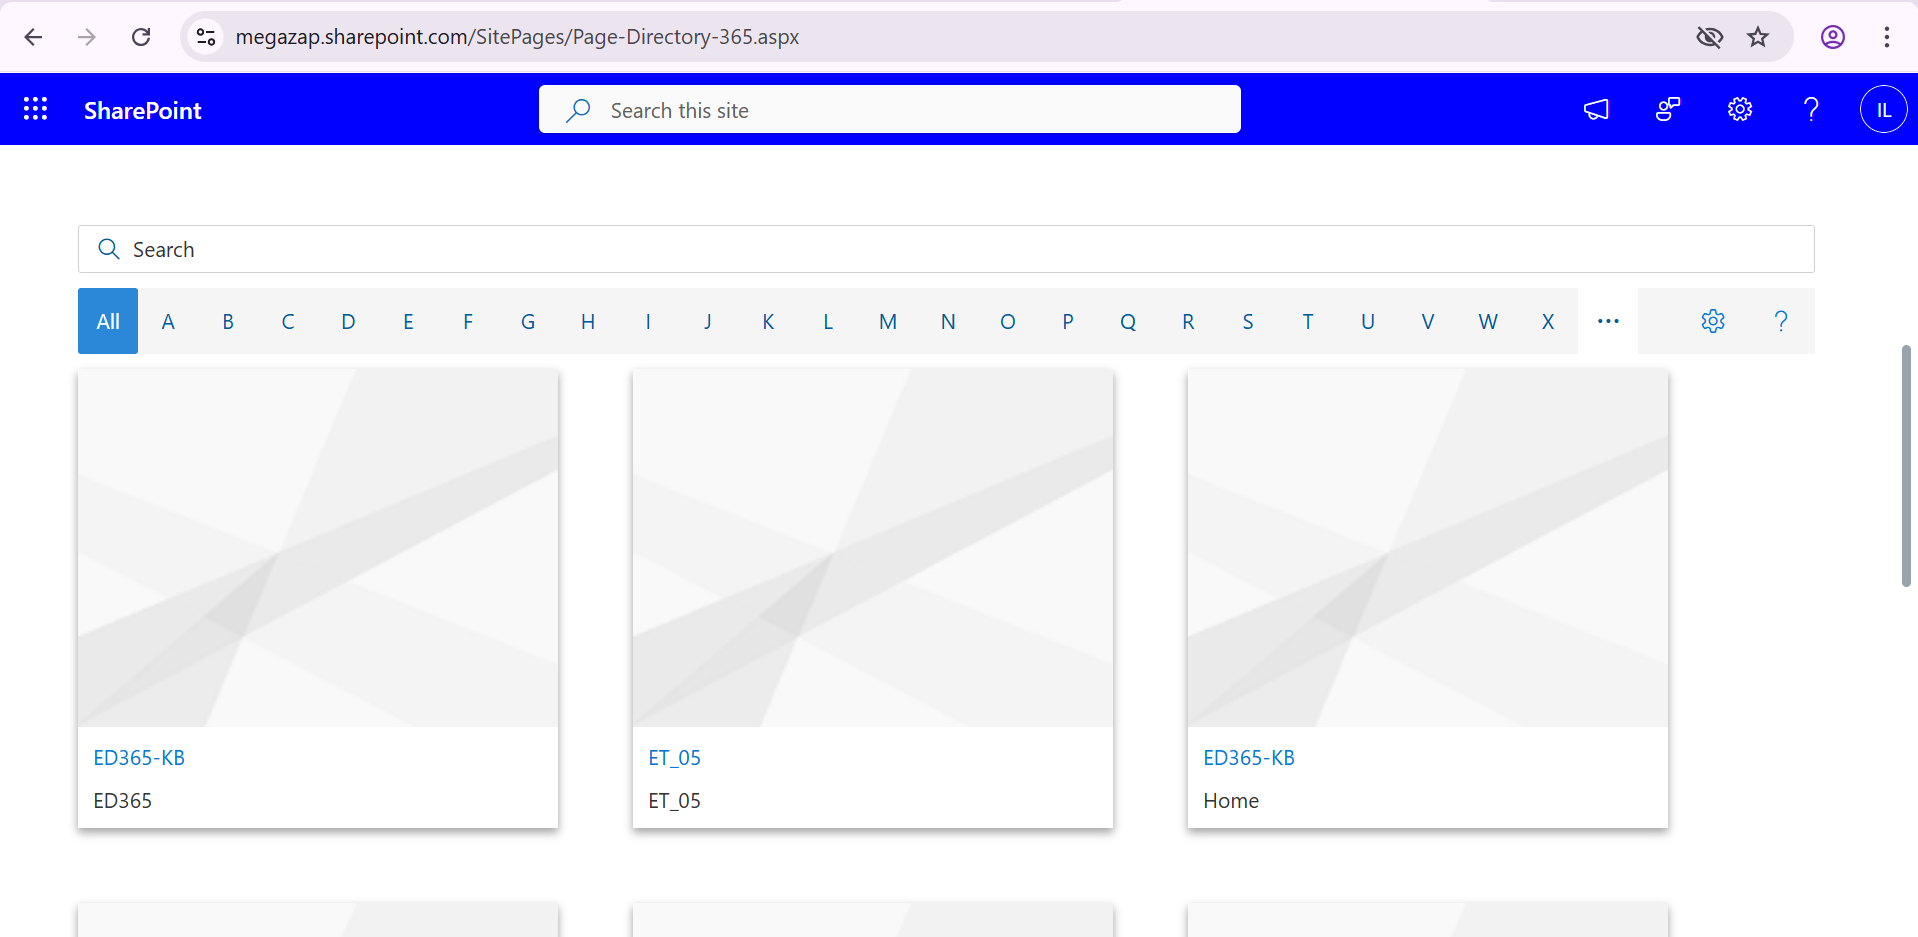 megazap.sharepoint.com/SitePages/Page-Directory-365.aspx
SharePoint
Search this site
IL
Search
All A B C D E F G H I J K L M N O P Q R S T U V W X ...
ED365-KB
ED365
ET_05
ET_05
ED365-KB
Home